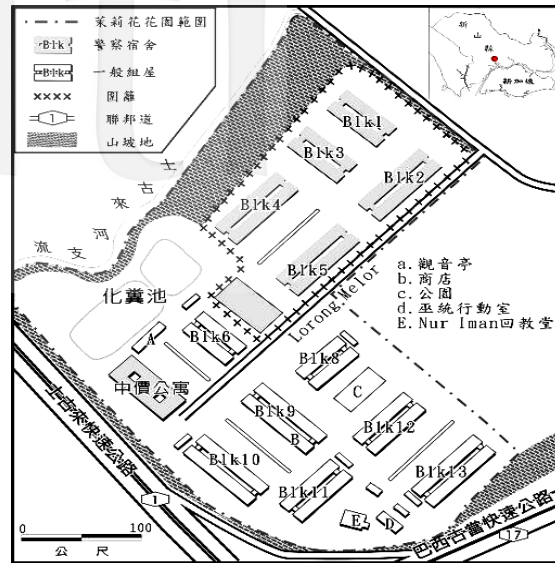 茉莉花花園範圍
Blk 警察宿舍
Blk 一般組屋
圍籬
1 聯邦道
山坡地
新山縣
新加坡
士古來河支流
化糞池
Blk1
Blk3
Blk2
Blk4
Blk5
Lorong Melor
a. 觀音亭
b. 商店
c. 公園
d. 巫統行動室
E. Nur Iman回教堂
A
Blk6
中價公寓
Blk8
C
Blk9
B
Blk12
Blk10
Blk11
Blk13
E
D
士古來快速公路
1
巴西古當快速公路
17
0 100
公尺